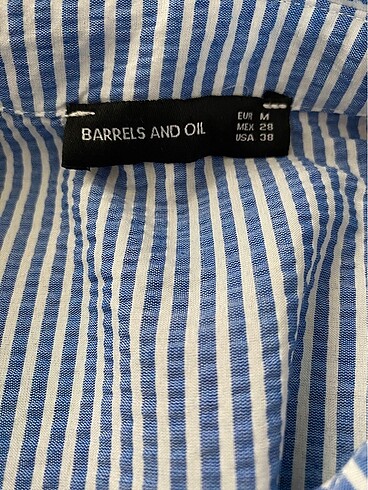 BARRELS AND OIL
EUR M
MEX 28
USA 38